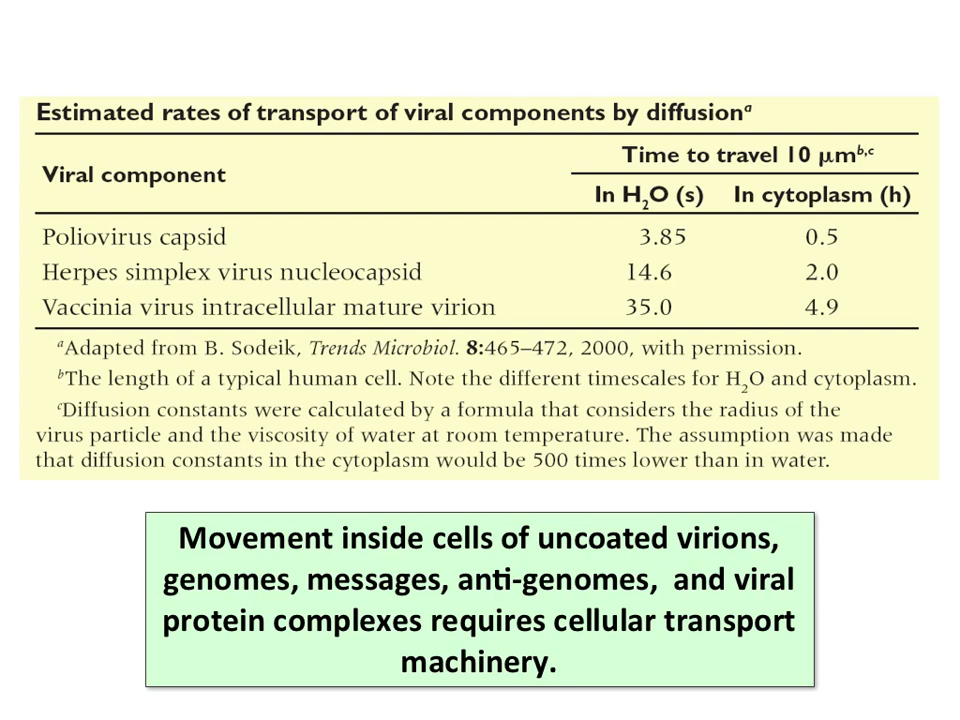 Estimated rates of transport of viral components by diffusionᵃ
Viral component
Time to travel 10 μmᵇ,ᶜ
In H₂O (s) In cytoplasm (h)
Poliovirus capsid 3.85 0.5
Herpes simplex virus nucleocapsid 14.6 2.0
Vaccinia virus intracellular mature virion 35.0 4.9
ᵃAdapted from B. Sodeik, Trends Microbiol. 8:465–472, 2000, with permission.
ᵇThe length of a typical human cell. Note the different timescales for H₂O and cytoplasm.
ᶜDiffusion constants were calculated by a formula that considers the radius of the
virus particle and the viscosity of water at room temperature. The assumption was made
that diffusion constants in the cytoplasm would be 500 times lower than in water.
Movement inside cells of uncoated virions,
genomes, messages, anti-genomes, and viral
protein complexes requires cellular transport
machinery.